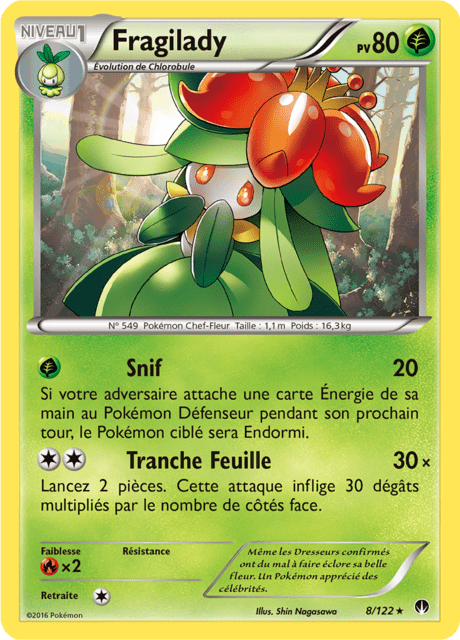 NIVEAU 1
Fragilady
PV 80
Évolution de Chlorobule
N° 549 Pokémon Chef-Fleur Taille : 1,1 m Poids : 16,3 kg
Snif 20
Si votre adversaire attache une carte Énergie de sa
main au Pokémon Défenseur pendant son prochain
tour, le Pokémon ciblé sera Endormi.
Tranche Feuille 30×
Lancez 2 pièces. Cette attaque inflige 30 dégâts
multipliés par le nombre de côtés face.
Faiblesse Résistance
×2
Retraite
Même les Dresseurs confirmés
ont du mal à faire éclore sa belle
fleur. Un Pokémon apprécié des
célébrités.
©2016 Pokémon Illus. Shin Nagasawa 8/122 ★